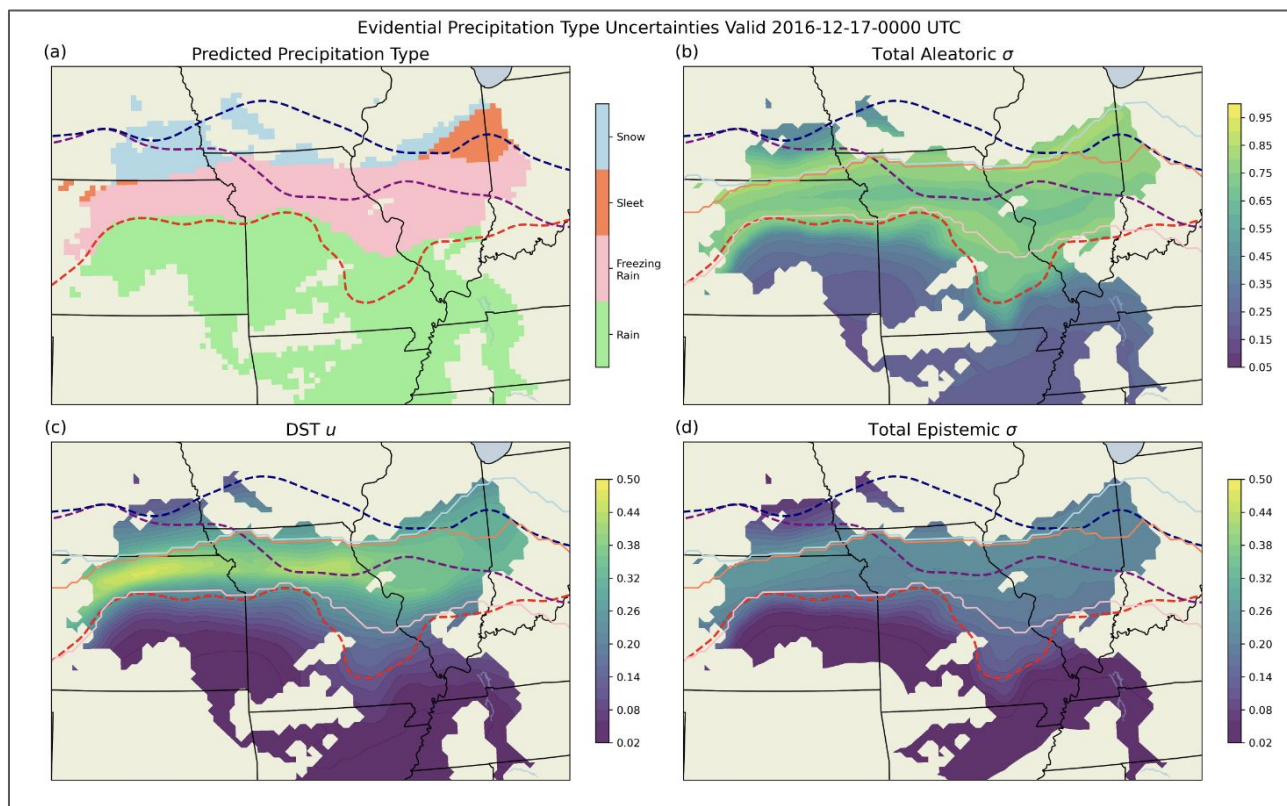 Evidential Precipitation Type Uncertainties Valid 2016-12-17-0000 UTC
(a)
Predicted Precipitation Type
Snow
Sleet
Freezing
Rain
Rain
(b)
Total Aleatoric σ
0.95
0.85
0.75
0.65
0.55
0.45
0.35
0.25
0.15
0.05
(c)
DST u
0.50
0.44
0.38
0.32
0.26
0.20
0.14
0.08
0.02
(d)
Total Epistemic σ
0.50
0.44
0.38
0.32
0.26
0.20
0.14
0.08
0.02